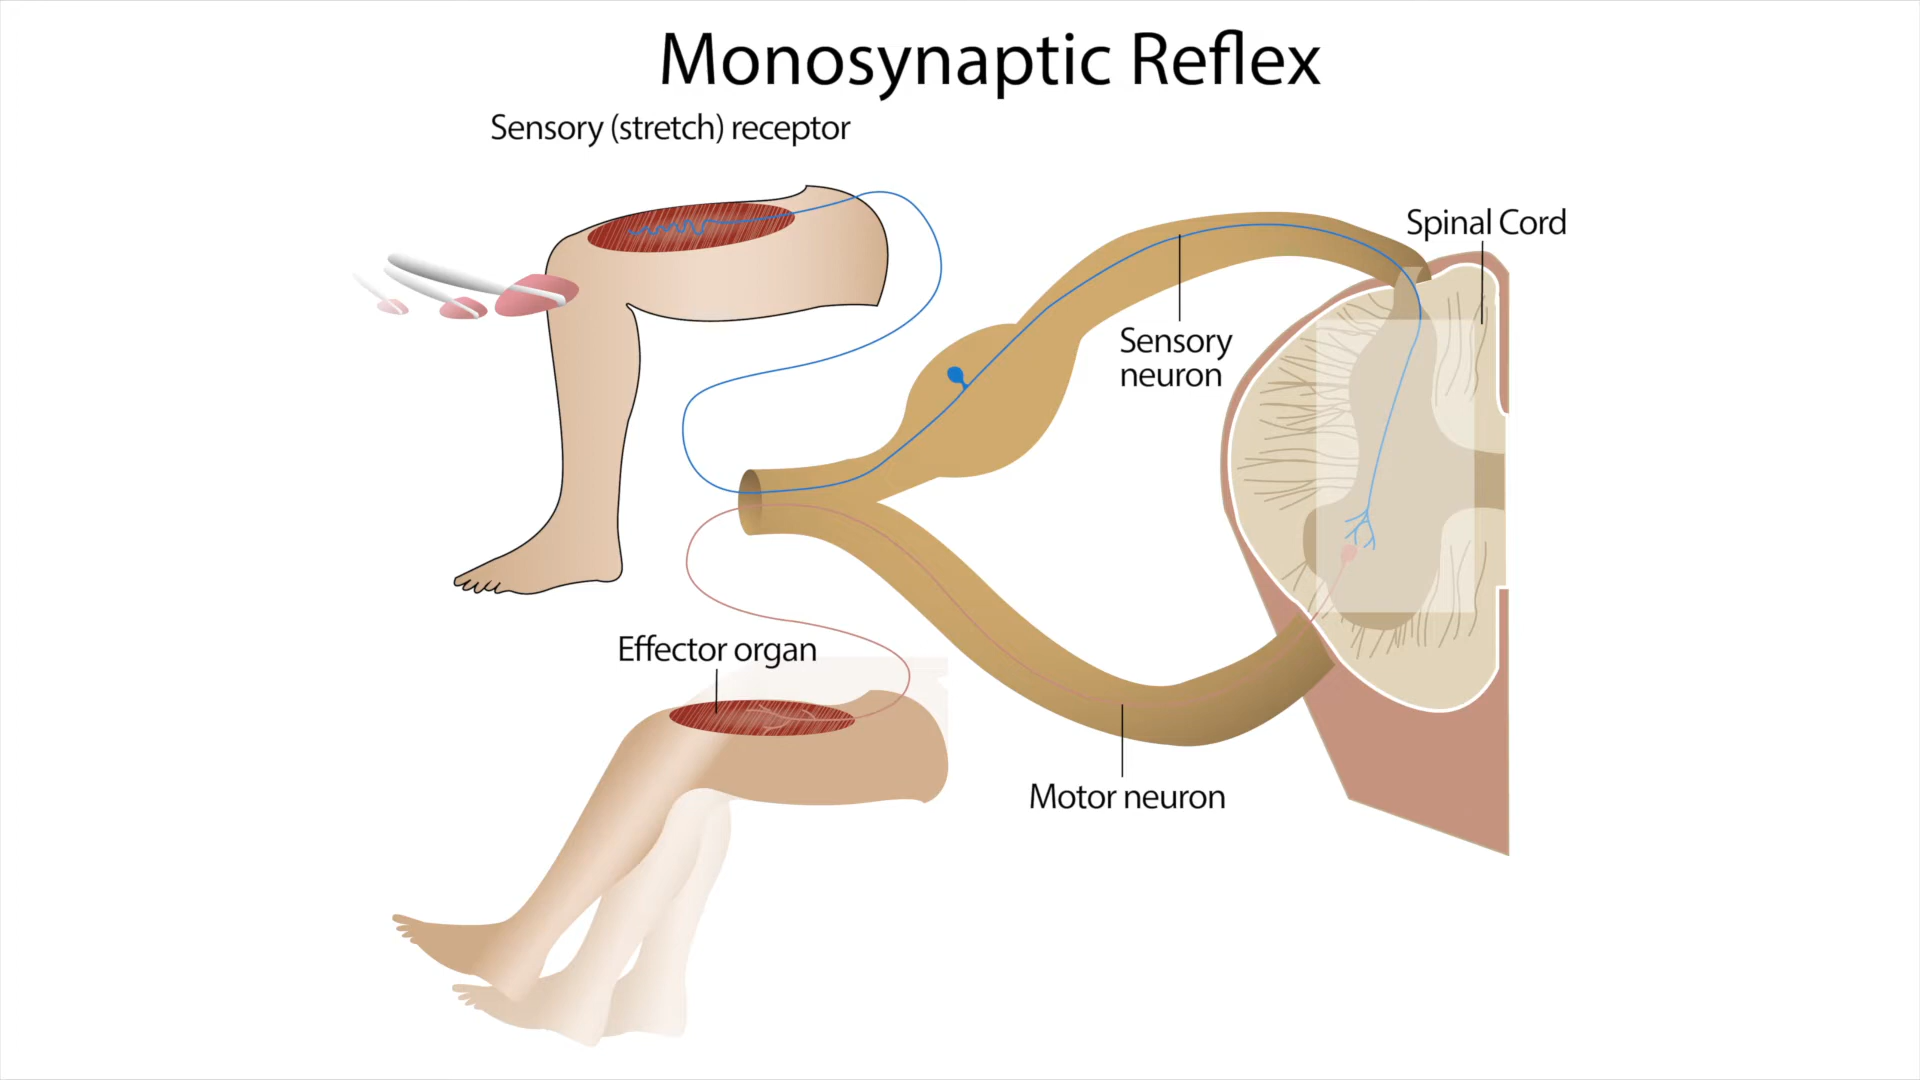 Monosynaptic Reflex
Sensory (stretch) receptor
Spinal Cord
Sensory
neuron
Effector organ
Motor neuron